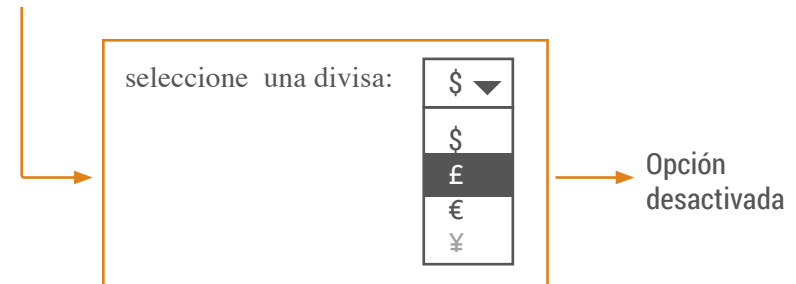 seleccione una divisa:
$
$
£
€
¥
Opción
desactivada